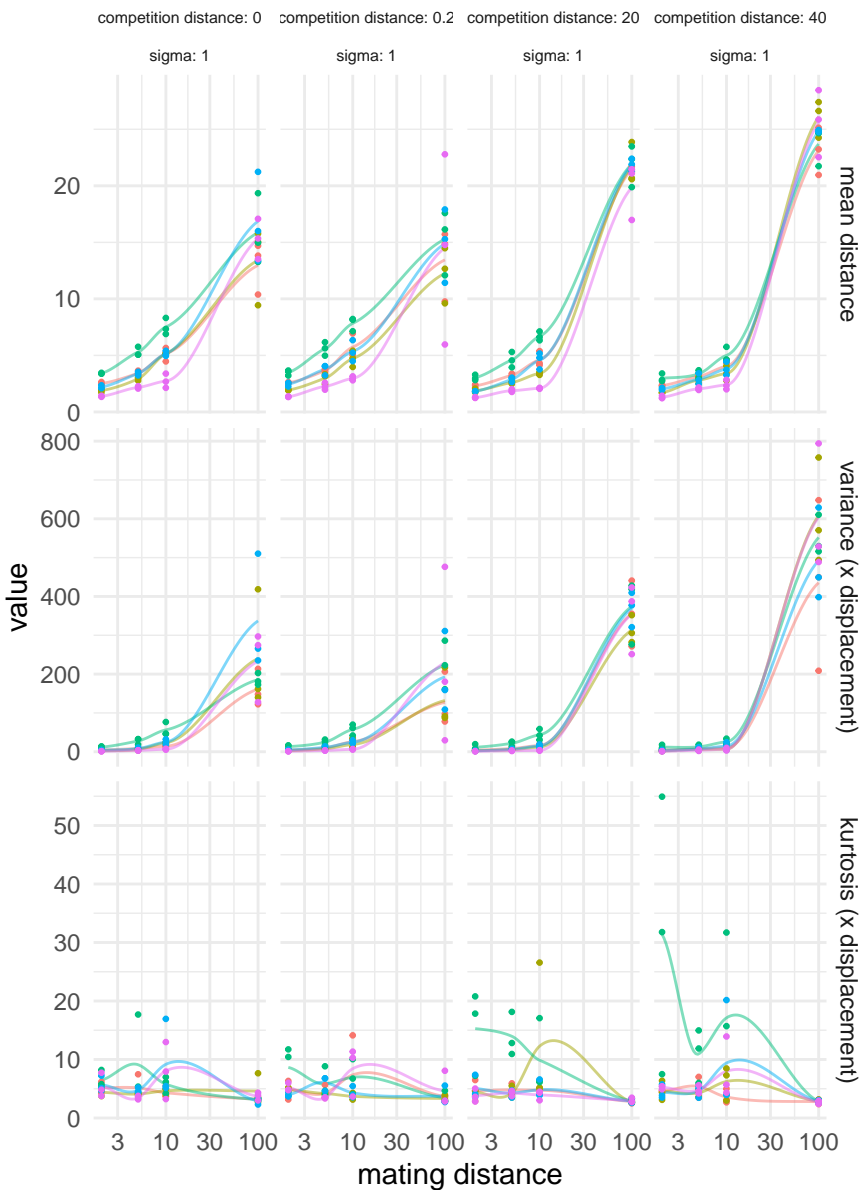 competition distance: 0 competition distance: 0.2 competition distance: 20 competition distance: 40
sigma: 1 sigma: 1 sigma: 1 sigma: 1
20
10
0
mean distance
800
600
400
200
0
variance (x displacement)
value
50
40
30
20
10
0
kurtosis (x displacement)
3 10 30 100 3 10 30 100 3 10 30 100 3 10 30 100
mating distance